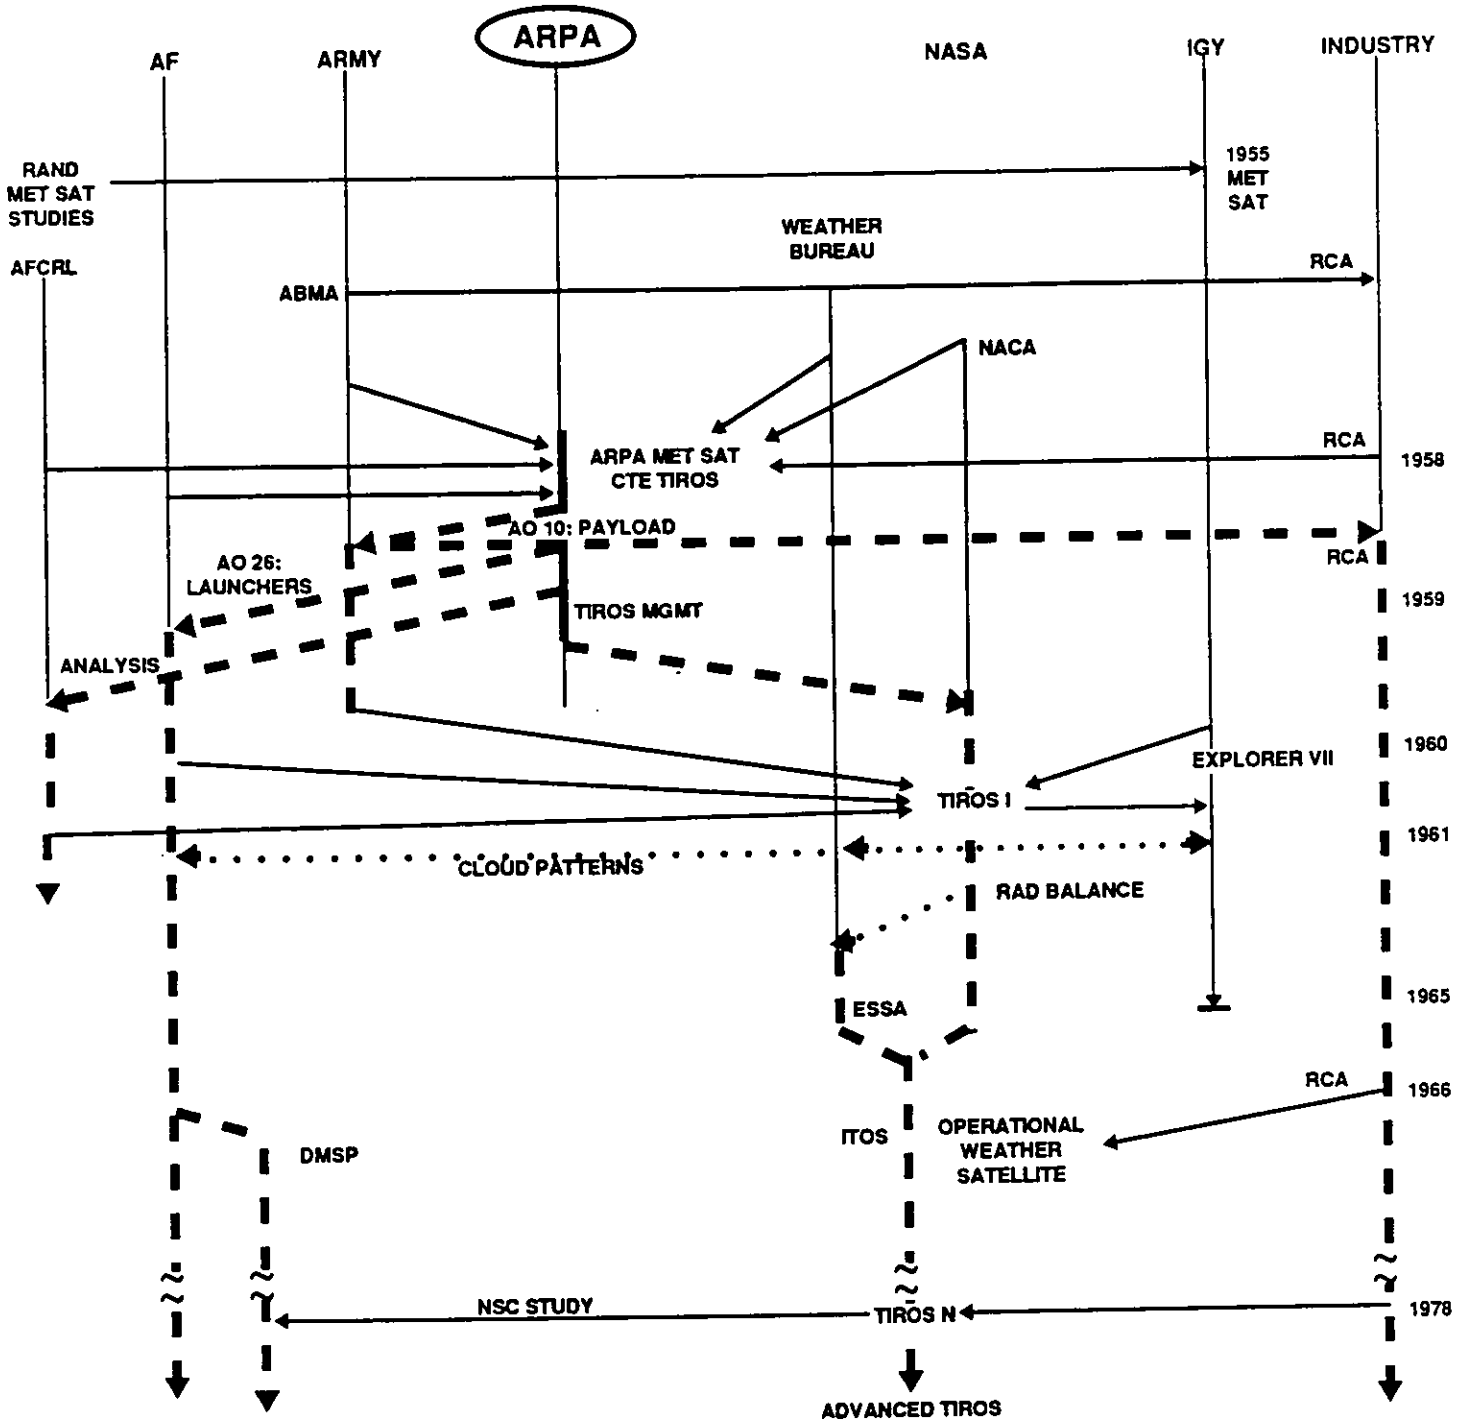 ARPA
AF
ARMY
NASA
IGY
INDUSTRY
RAND
MET SAT
STUDIES
1955
MET
SAT
WEATHER
BUREAU
AFCRL
ABMA
RCA
NACA
ARPA MET SAT
CTE TIROS
RCA
1958
AO 10: PAYLOAD
AO 26:
LAUNCHERS
RCA
1959
TIROS MGMT
ANALYSIS
1960
EXPLORER VII
TIROS I
1961
CLOUD PATTERNS
RAD BALANCE
1965
ESSA
RCA
1966
ITOS
OPERATIONAL
WEATHER
SATELLITE
DMSP
NSC STUDY
TIROS N
1978
ADVANCED TIROS